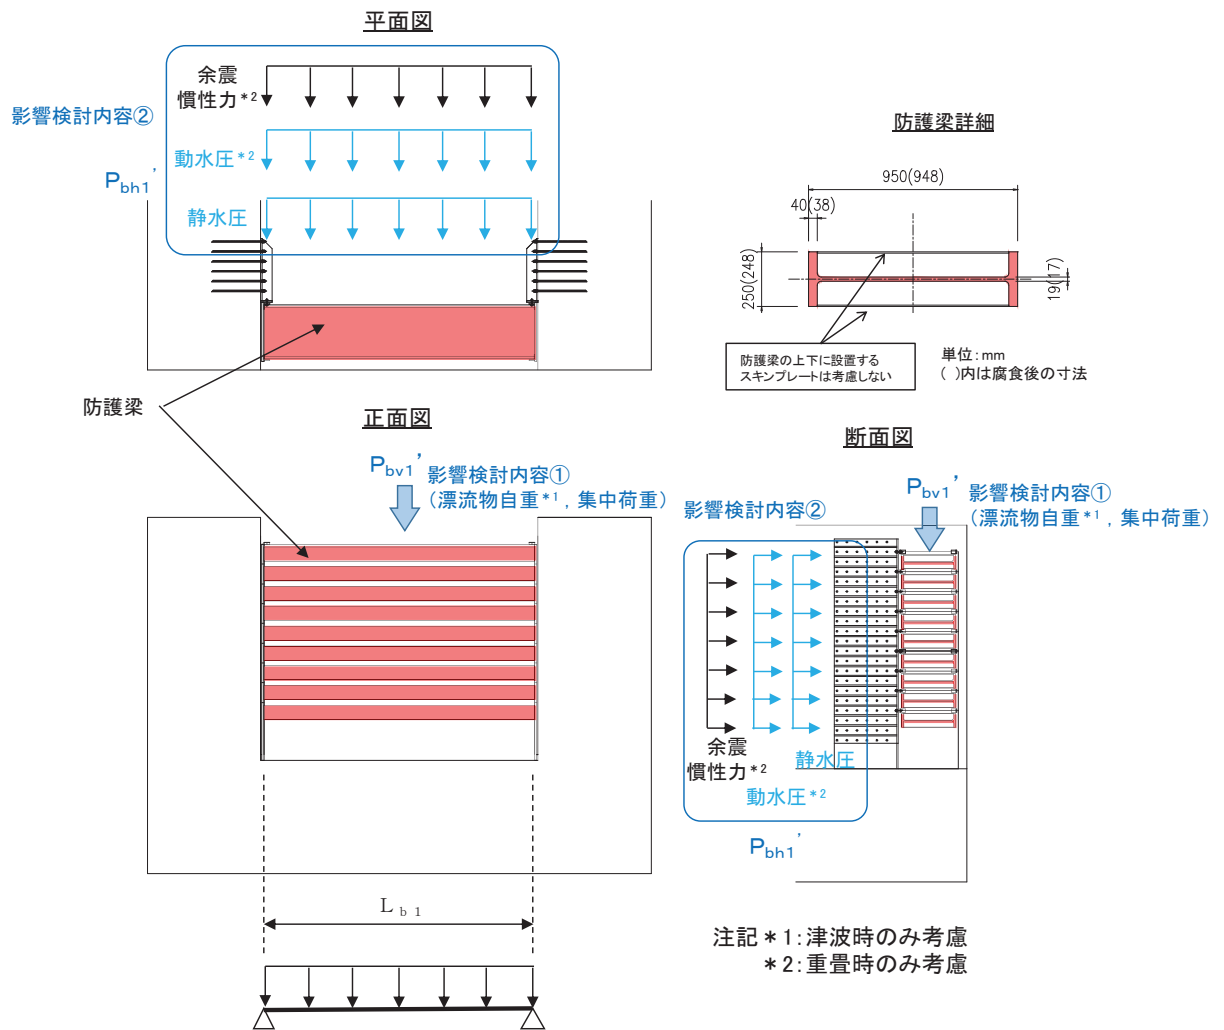 平面図
余震
慣性力*2
影響検討内容②
動水圧*2
Pbh1'
静水圧
防護梁詳細
950(948)
40(38)
250(248)
19(17)
防護梁の上下に設置する
スキンプレートは考慮しない
単位:mm
( )内は腐食後の寸法
防護梁
正面図
Pbv1' 影響検討内容①
(漂流物自重*1,集中荷重)
断面図
Pbv1' 影響検討内容①
(漂流物自重*1,集中荷重)
影響検討内容②
余震
慣性力*2
静水圧
動水圧*2
Pbh1'
Lb1
注記*1:津波時のみ考慮
*2:重畳時のみ考慮